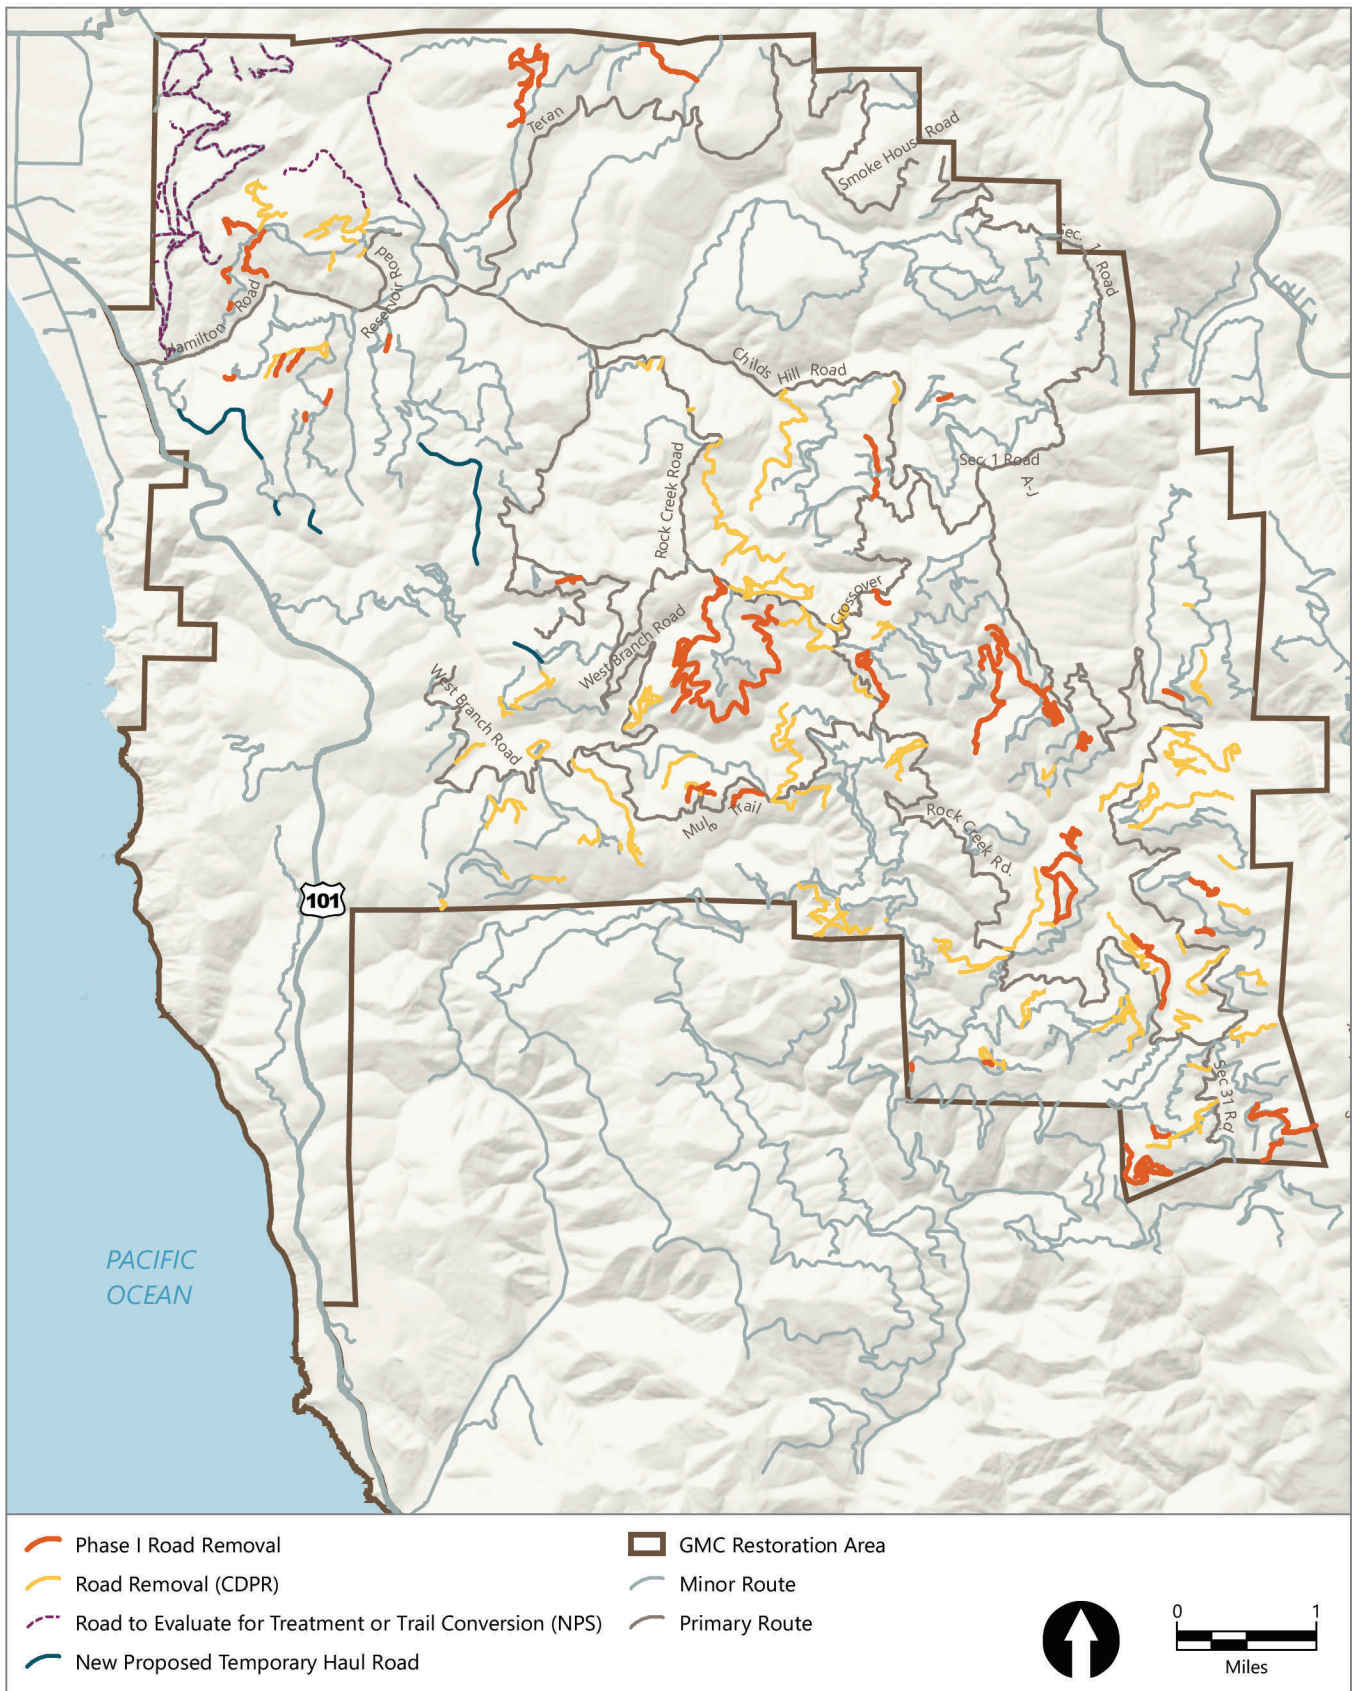 Teran
Smoke House Road
Sec. 1 Road
Reservoir Road
Hamilton Road
Childs Hill Road
Sec. 1 Road
A-J
Rock Creek Road
Crossover
West Branch Road
West Branch Road
Mule Trail
Rock Creek Rd.
101
Sec 31 Rd
PACIFIC
OCEAN
Phase I Road Removal
Road Removal (CDPR)
Road to Evaluate for Treatment or Trail Conversion (NPS)
New Proposed Temporary Haul Road
GMC Restoration Area
Minor Route
Primary Route
0 1
Miles